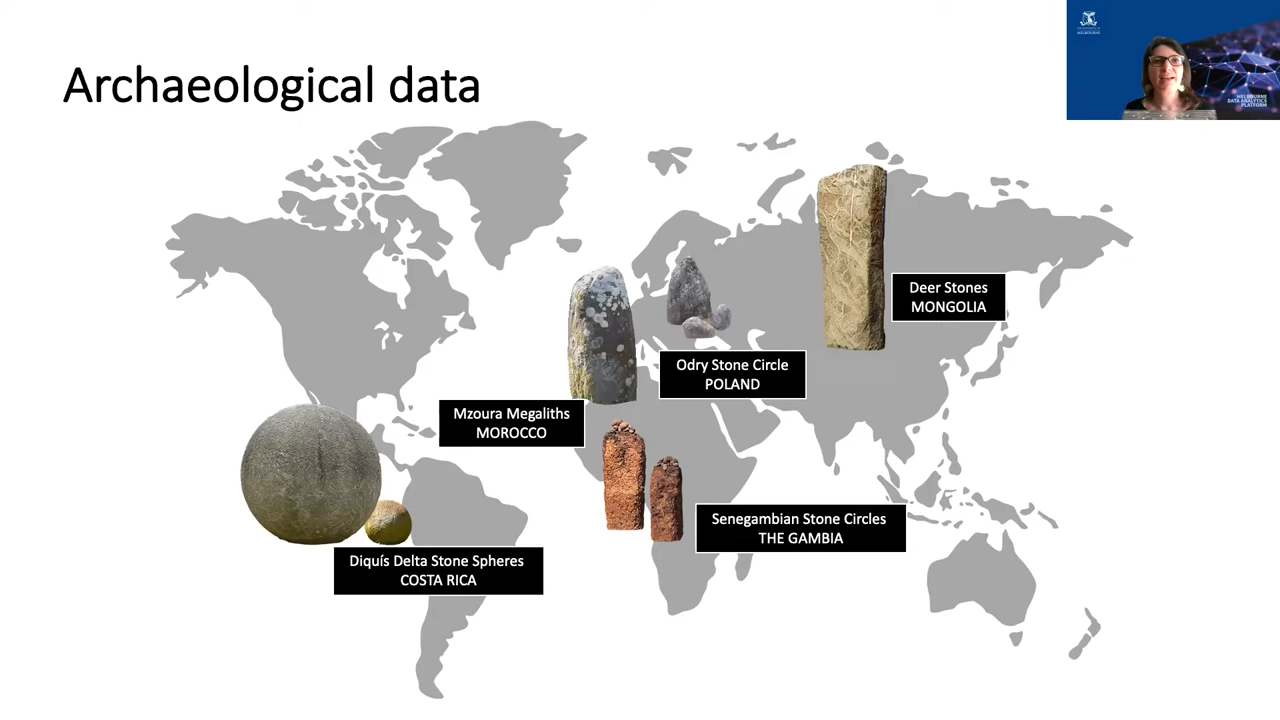 Archaeological data
MELBOURNE
MELBOURNE
DATA ANALYTICS
PLATFORM
Deer Stones
MONGOLIA
Odry Stone Circle
POLAND
Mzoura Megaliths
MOROCCO
Senegambian Stone Circles
THE GAMBIA
Diquís Delta Stone Spheres
COSTA RICA